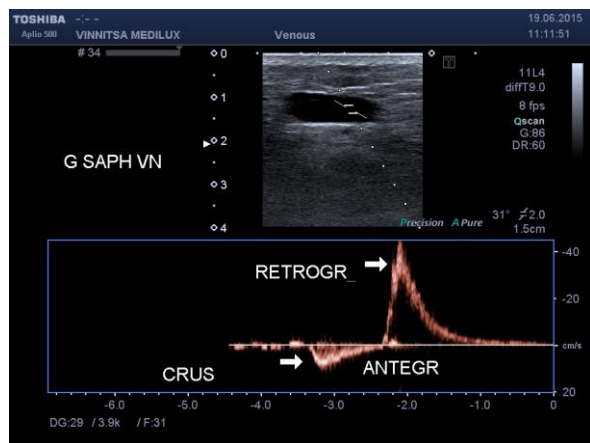 TOSHIBA -:- -
19.06.2015
Aplio 500 VINNITSA MEDILUX Venous 11:11:51
# 34
0
T
11L4
diffT9.0
1
8 fps
Qscan
G:86
2
DR:60
G SAPH VN
3
Precision A Pure 31° 2.0
4 1.5cm
-40
RETROGR_
-20
cm/s
CRUS ANTEGR
20
-6.0 -5.0 -4.0 -3.0 -2.0 -1.0 0
DG:29 / 3.9k / F:31